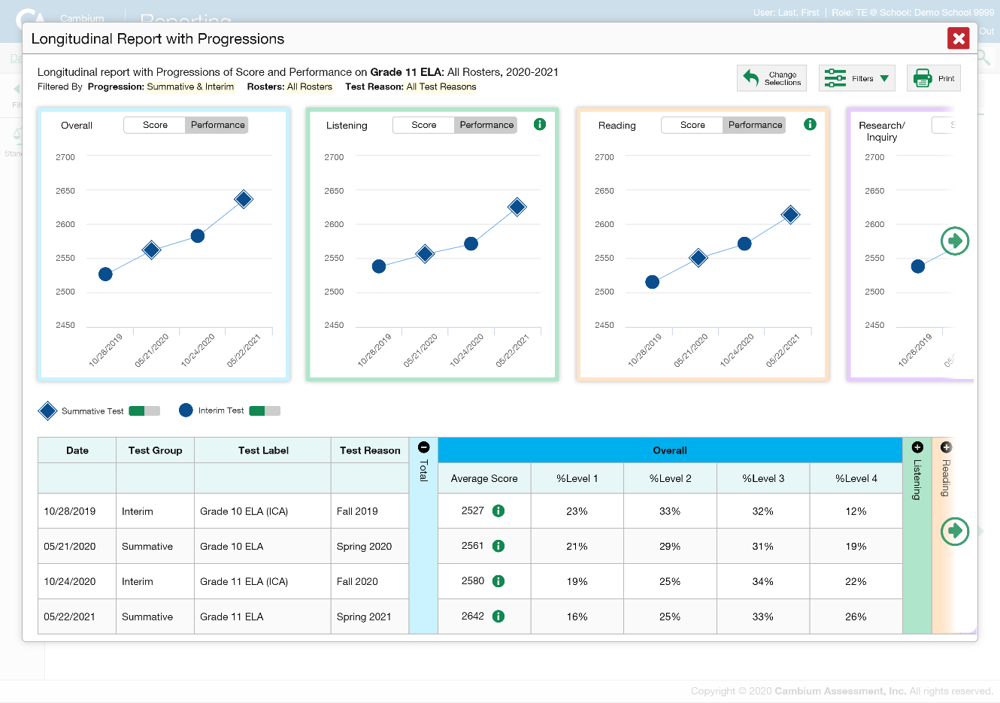 Cambium
Reporting
User: Last, First | Role: TE @ School: Demo School 9999
Out
Longitudinal Report with Progressions
Longitudinal report with Progressions of Score and Performance on Grade 11 ELA: All Rosters, 2020-2021
Filtered By Progression: Summative & Interim Rosters: All Rosters Test Reason: All Test Reasons
Change Selections
Filters
Print
Overall Score Performance
2700
2650
2600
2550
2500
2450
10/28/2019 05/21/2020 10/24/2020 05/22/2021
Listening Score Performance
2700
2650
2600
2550
2500
2450
10/28/2019 05/21/2020 10/24/2020 05/22/2021
Reading Score Performance
2700
2650
2600
2550
2500
2450
10/28/2019 05/21/2020 10/24/2020 05/22/2021
Research/
Inquiry
2700
2650
2600
2550
2500
2450
10/28/2019
Summative Test Interim Test
Date Test Group Test Label Test Reason Total Overall Listening Reading
Average Score %Level 1 %Level 2 %Level 3 %Level 4
10/28/2019 Interim Grade 10 ELA (ICA) Fall 2019 2527 23% 33% 32% 12%
05/21/2020 Summative Grade 10 ELA Spring 2020 2561 21% 29% 31% 19%
10/24/2020 Interim Grade 11 ELA (ICA) Fall 2020 2580 19% 25% 34% 22%
05/22/2021 Summative Grade 11 ELA Spring 2021 2642 16% 25% 33% 26%
Copyright © 2020 Cambium Assessment, Inc. All rights reserved.